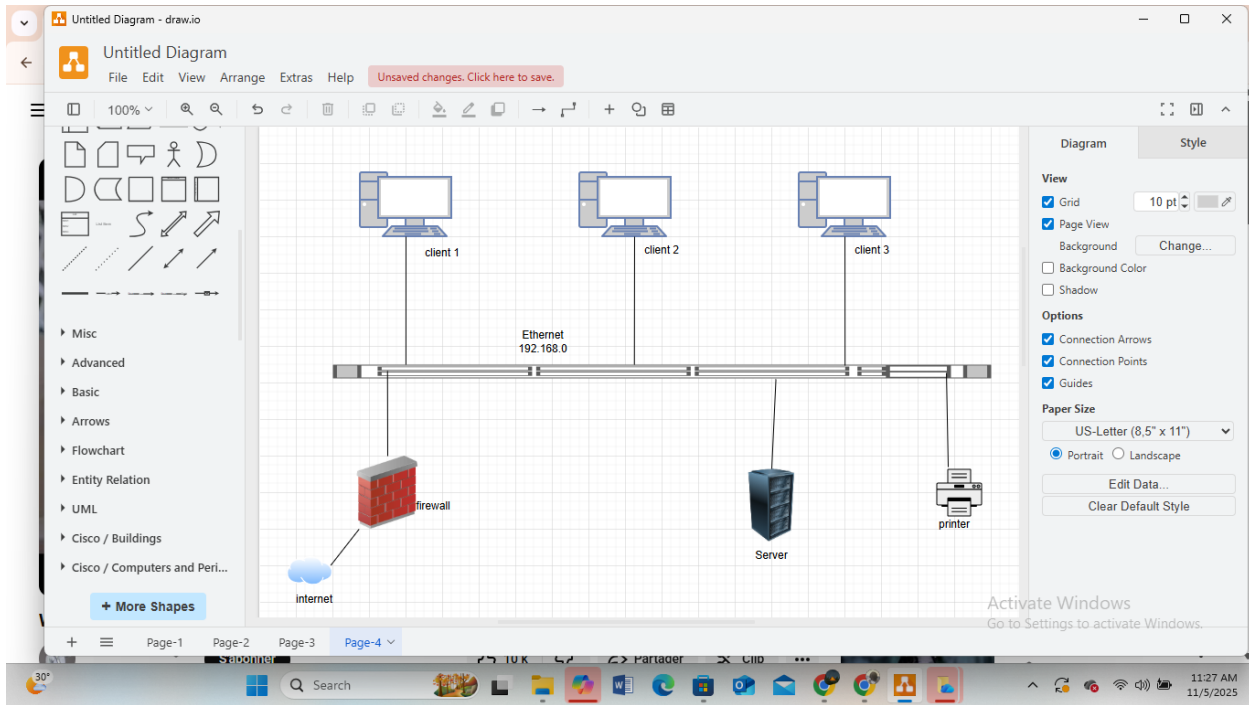 Untitled Diagram - draw.io
Untitled Diagram
File Edit View Arrange Extras Help Unsaved changes. Click here to save.
100%
Diagram Style
View
Grid 10 pt
Page View
Background Change...
Background Color
Shadow
Options
Connection Arrows
Connection Points
Guides
Paper Size
US-Letter (8,5" x 11")
Portrait Landscape
Edit Data...
Clear Default Style
Misc
Advanced
Basic
Arrows
Flowchart
Entity Relation
UML
Cisco / Buildings
Cisco / Computers and Peri...
+ More Shapes
client 1
client 2
client 3
Ethernet
192.168.0
firewall
internet
Server
printer
Activate Windows
Go to Settings to activate Windows.
Page-1 Page-2 Page-3 Page-4
S'abonner 10 K Partager Clip
30°
Search
11:27 AM
11/5/2025